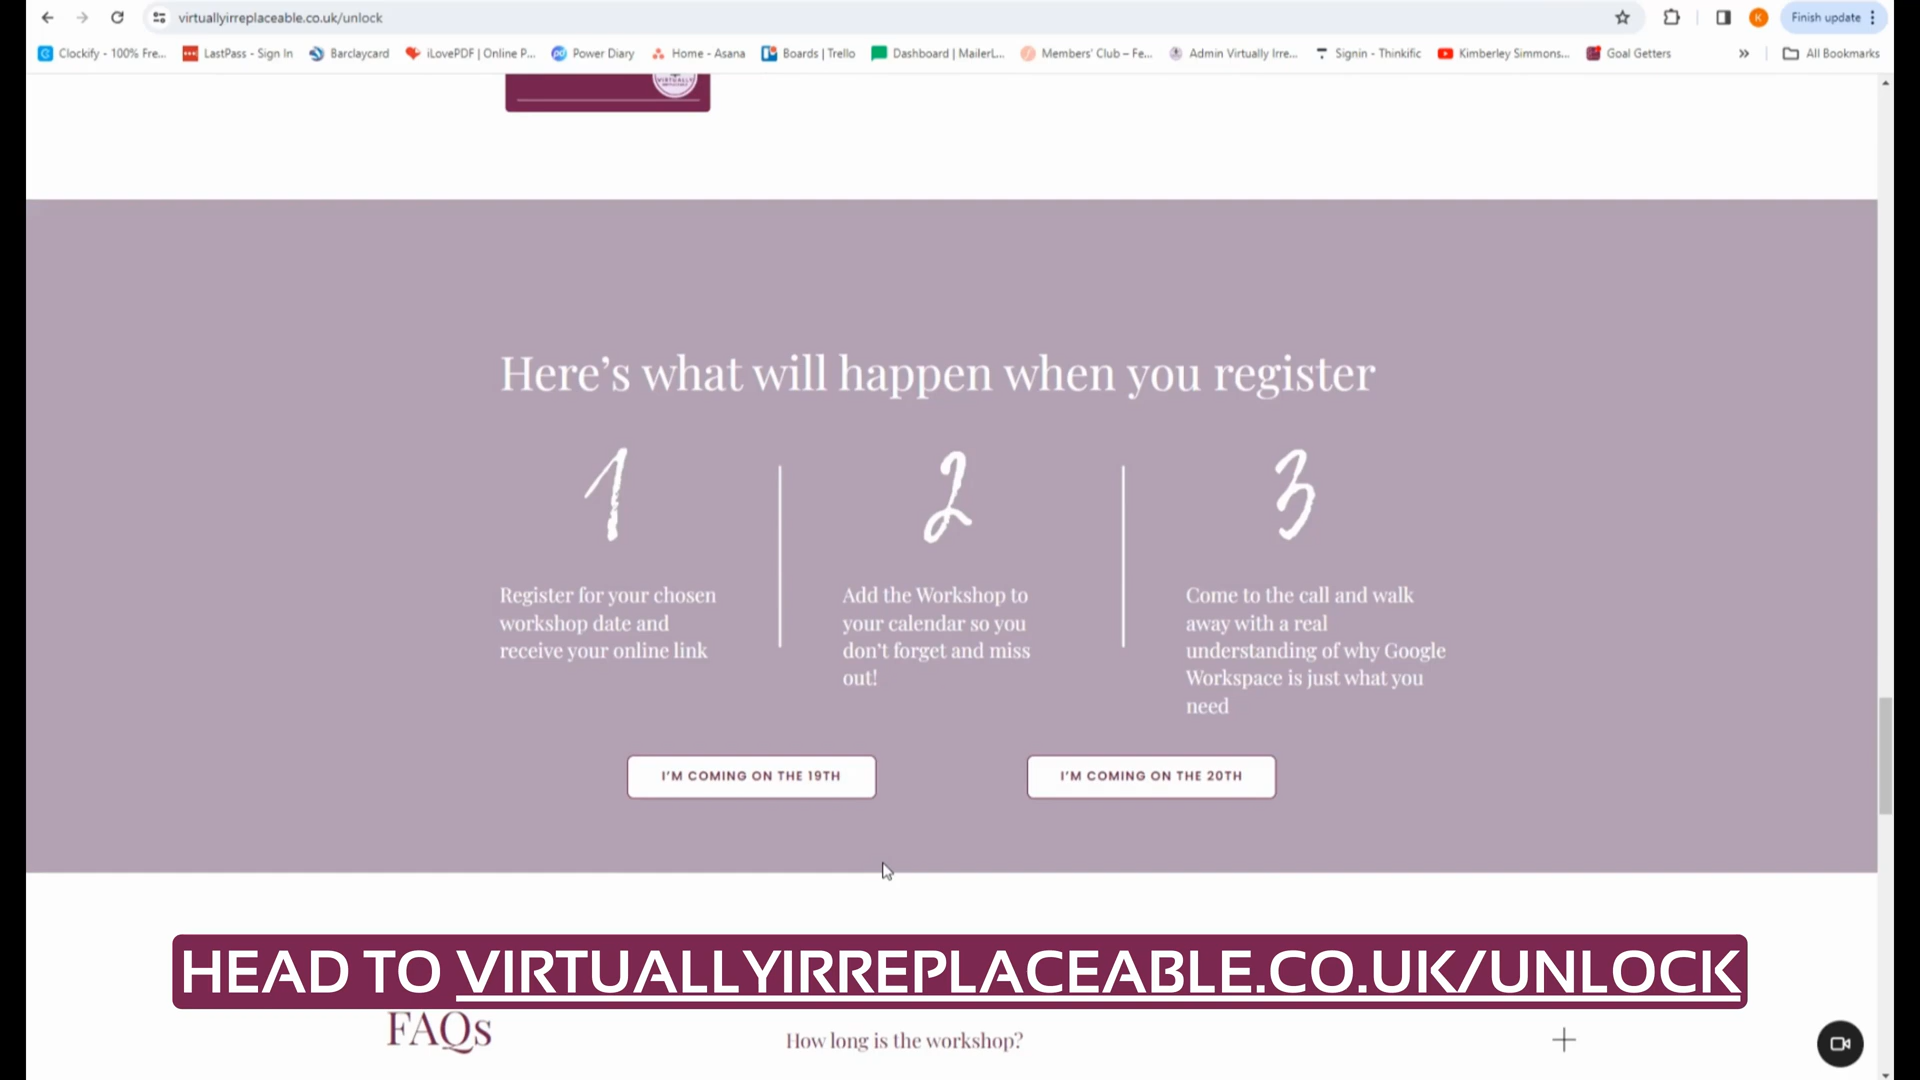 virtuallyirreplaceable.co.uk/unlock
K
Finish update
Clockify - 100% Fre...
LastPass - Sign In
Barclaycard
iLovePDF | Online P...
Power Diary
Home - Asana
Boards | Trello
Dashboard | MailerL...
Members' Club – Fe...
Admin Virtually Irre...
Signin - Thinkific
Kimberley Simmons...
Goal Getters
»
All Bookmarks
VIRTUALLY
Here's what will happen when you register
1
2
3
Register for your chosen
workshop date and
receive your online link
Add the Workshop to
your calendar so you
don't forget and miss
out!
Come to the call and walk
away with a real
understanding of why Google
Workspace is just what you
need
I'M COMING ON THE 19TH
I'M COMING ON THE 20TH
HEAD TO VIRTUALLYIRREPLACEABLE.CO.UK/UNLOCK
FAQs
How long is the workshop?